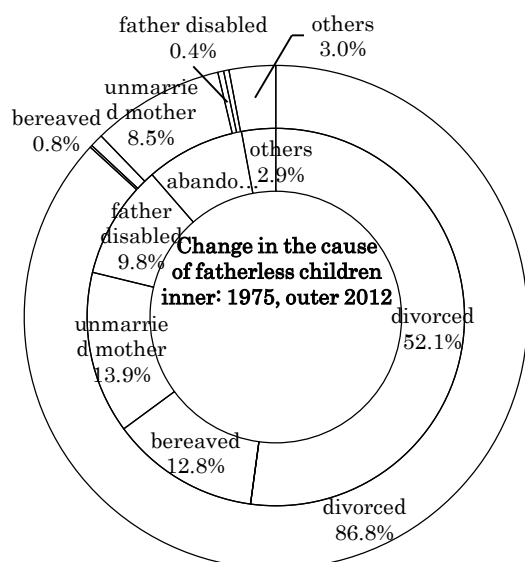 father disabled
0.4%
others
3.0%
unmarrie
d mother
8.5%
bereaved
0.8%
others
2.9%
abando...
father
disabled
9.8%
Change in the cause
of fatherless children
inner: 1975, outer 2012
divorced
52.1%
unmarrie
d mother
13.9%
bereaved
12.8%
divorced
86.8%